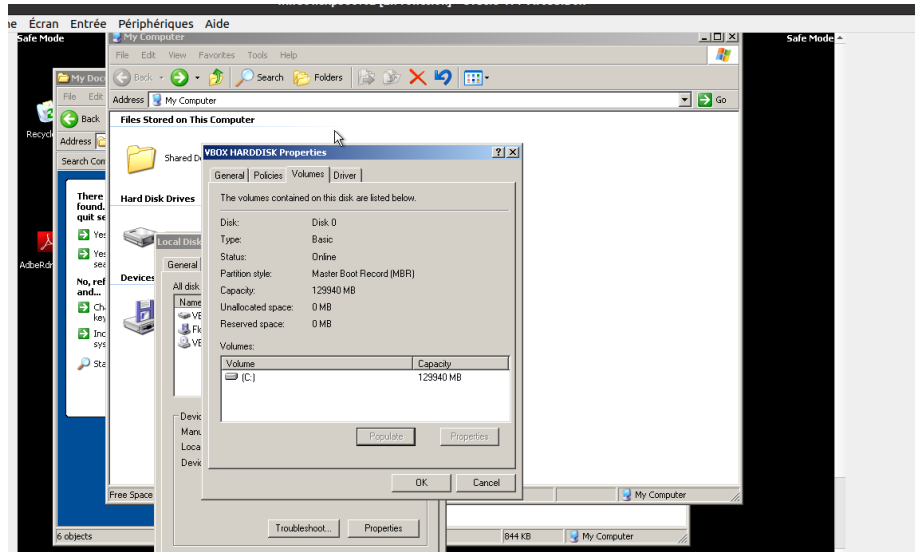 Écran Entrée Périphériques Aide
Safe Mode
My Computer
Safe Mode
File Edit View Favorites Tools Help
My Doc
Back Search Folders
File Edit
Address My Computer Go
Back
Files Stored on This Computer
Recycl
Address
Shared D
Search Con
VBOX HARDDISK Properties
General Policies Volumes Driver
There
found.
quit se
Hard Disk Drives
The volumes contained on this disk are listed below.
Disk: Disk 0
Type: Basic
Status: Online
Partition style: Master Boot Record (MBR)
Capacity: 129940 MB
Unallocated space: 0 MB
Reserved space: 0 MB
Volumes:
Volume Capacity
(C:) 129940 MB
Populate Properties
OK Cancel
Yes
Yes
sea
AdbeRdr
No, ref
and...
Ch
key
Inc
sys
Sta
Local Disk
General
Devices
All disk
Name
VB
Flo
VB
Devic
Manu
Loca
Devic
Free Space
My Computer
Troubleshoot... Properties
6 objects
844 KB My Computer